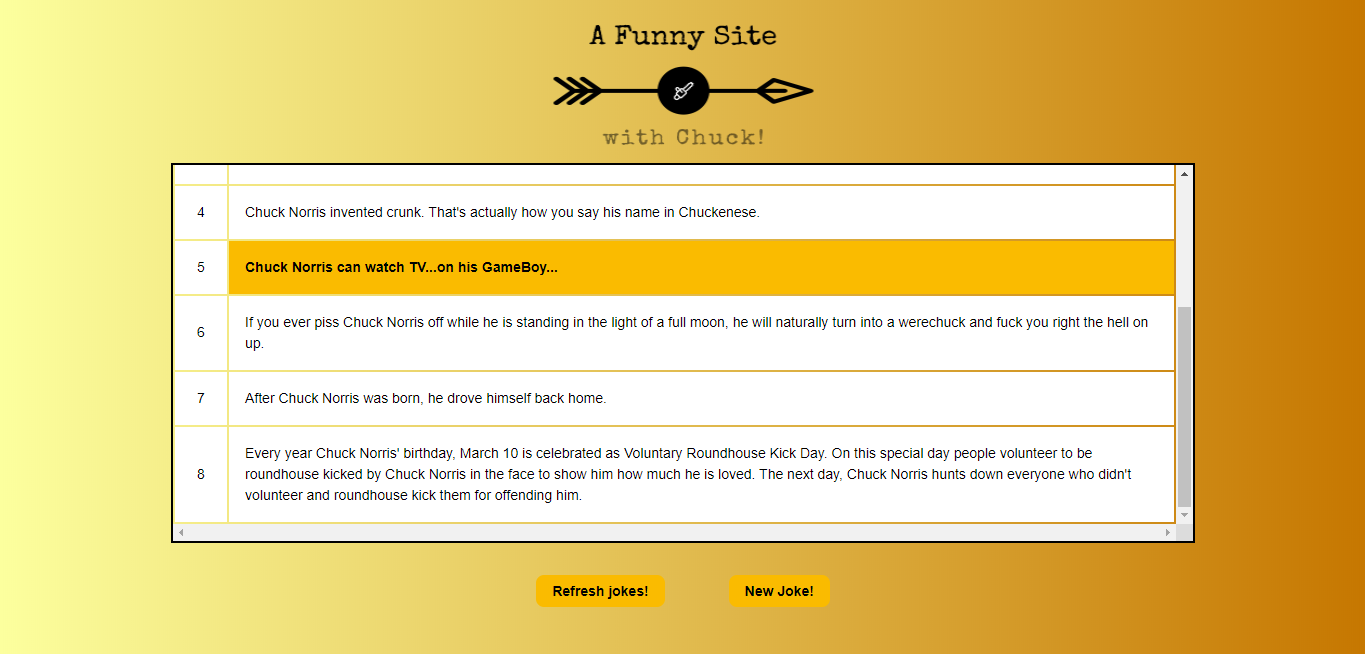 A Funny Site
with Chuck!
4 Chuck Norris invented crunk. That's actually how you say his name in Chuckenese.
5 Chuck Norris can watch TV...on his GameBoy...
6 If you ever piss Chuck Norris off while he is standing in the light of a full moon, he will naturally turn into a werechuck and fuck you right the hell on
up.
7 After Chuck Norris was born, he drove himself back home.
Every year Chuck Norris' birthday, March 10 is celebrated as Voluntary Roundhouse Kick Day. On this special day people volunteer to be
8 roundhouse kicked by Chuck Norris in the face to show him how much he is loved. The next day, Chuck Norris hunts down everyone who didn't
volunteer and roundhouse kick them for offending him.
Refresh jokes! New Joke!